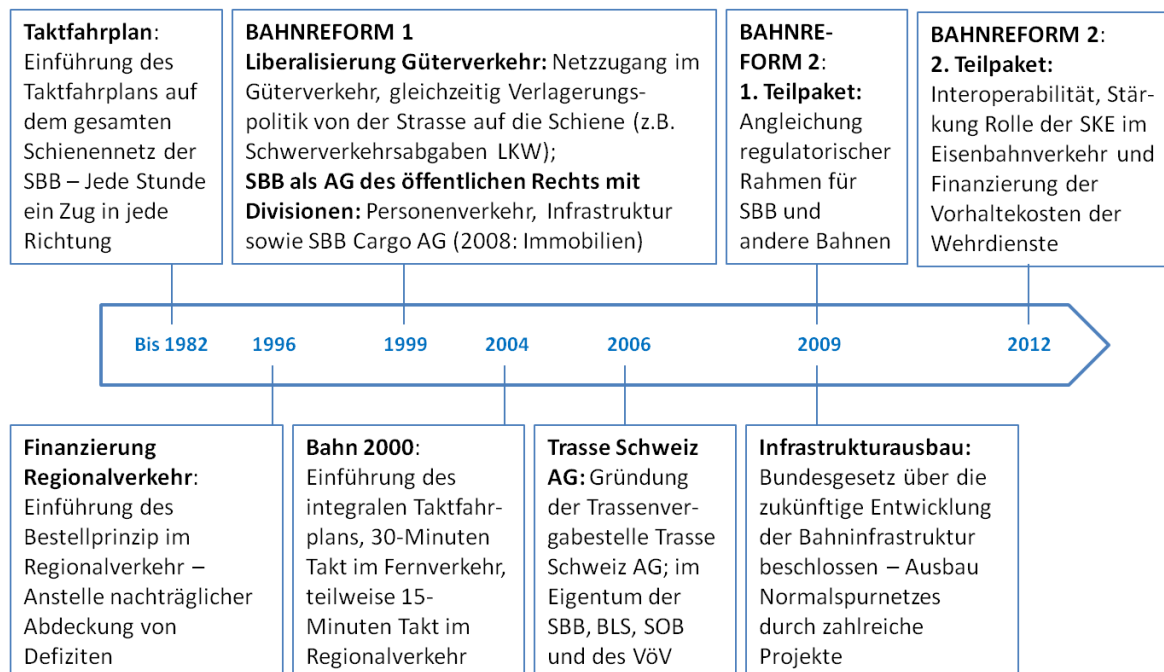 Taktfahrplan:
Einführung des
Taktfahrplans auf
dem gesamten
Schienennetz der
SBB – Jede Stunde
ein Zug in jede
Richtung
BAHNREFORM 1
Liberalisierung Güterverkehr: Netzzugang im
Güterverkehr, gleichzeitig Verlagerungs-
politik von der Strasse auf die Schiene (z.B.
Schwerverkehrsabgaben LKW);
SBB als AG des öffentlichen Rechts mit
Divisionen: Personenverkehr, Infrastruktur
sowie SBB Cargo AG (2008: Immobilien)
BAHNRE-
FORM 2:
1. Teilpaket:
Angleichung
regulatorischer
Rahmen für
SBB und
andere Bahnen
BAHNREFORM 2:
2. Teilpaket:
Interoperabilität, Stär-
kung Rolle der SKE im
Eisenbahnverkehr und
Finanzierung der
Vorhaltekosten der
Wehrdienste
Bis 1982 1996 1999 2004 2006 2009 2012
Finanzierung
Regionalverkehr:
Einführung des
Bestellprinzip im
Regionalverkehr –
Anstelle nachträglicher
Abdeckung von
Defiziten
Bahn 2000:
Einführung des
integralen Taktfahr-
plans, 30-Minuten
Takt im Fernverkehr,
teilweise 15-
Minuten Takt im
Regionalverkehr
Trasse Schweiz
AG: Gründung
der Trassenver-
gabestelle Trasse
Schweiz AG; im
Eigentum der
SBB, BLS, SOB
und des VöV
Infrastrukturausbau:
Bundesgesetz über die
zukünftige Entwicklung
der Bahninfrastruktur
beschlossen – Ausbau
Normalspurnetzes
durch zahlreiche
Projekte